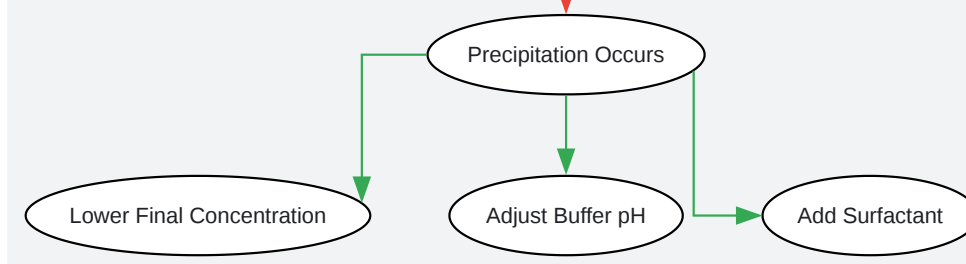 Precipitation Occurs
Lower Final Concentration
Adjust Buffer pH
Add Surfactant